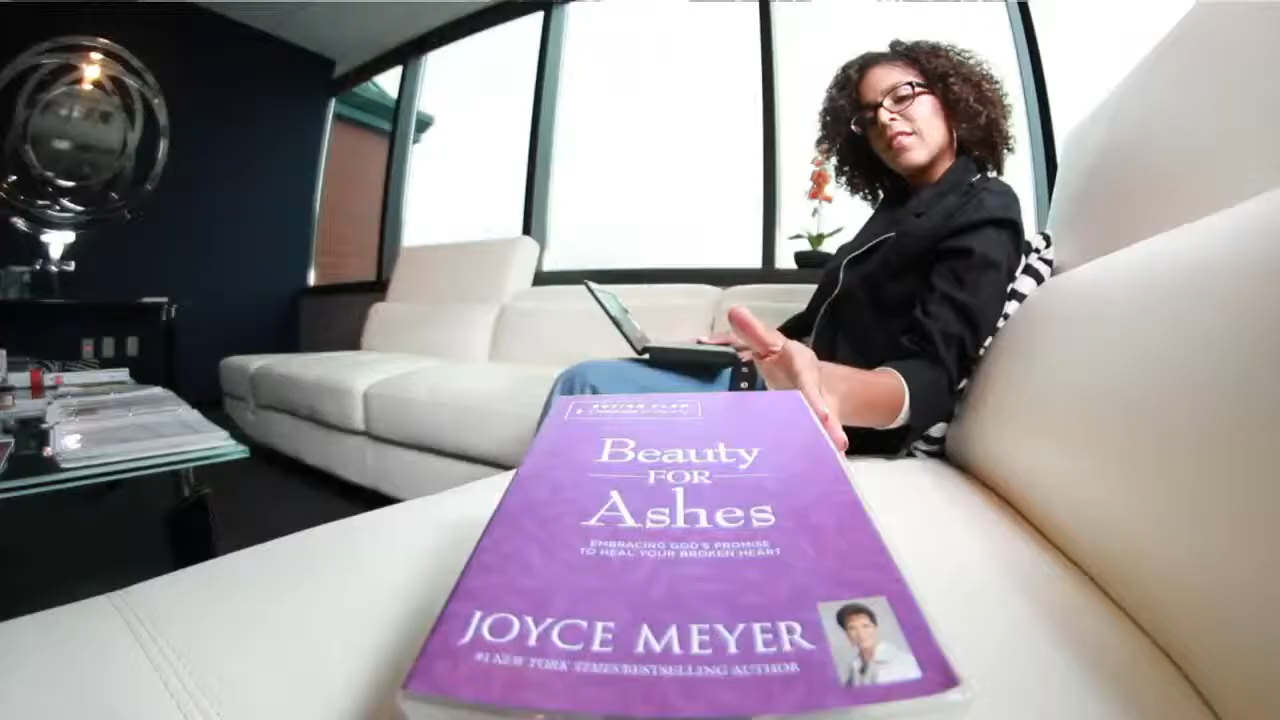 Beauty
FOR
Ashes
EMBRACING GOD'S PROMISE
TO HEAL YOUR BROKEN HEART
JOYCE MEYER
#1 NEW YORK TIMES BESTSELLING AUTHOR